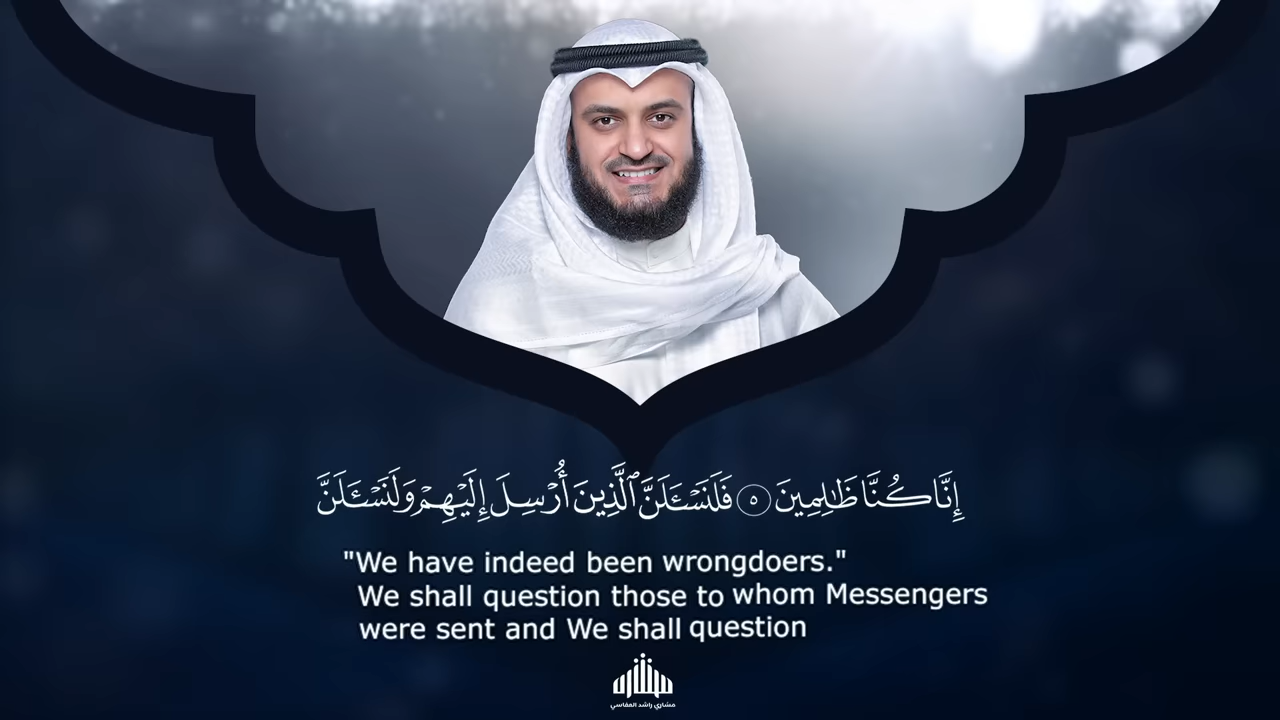 إِنَّا كُنَّا ظَٰلِمِينَ ۝٥ فَلَنَسْـَٔلَنَّ ٱلَّذِينَ أُرْسِلَ إِلَيْهِمْ وَلَنَسْـَٔلَنَّ
"We have indeed been wrongdoers."
We shall question those to whom Messengers
were sent and We shall question
مشاري راشد العفاسي